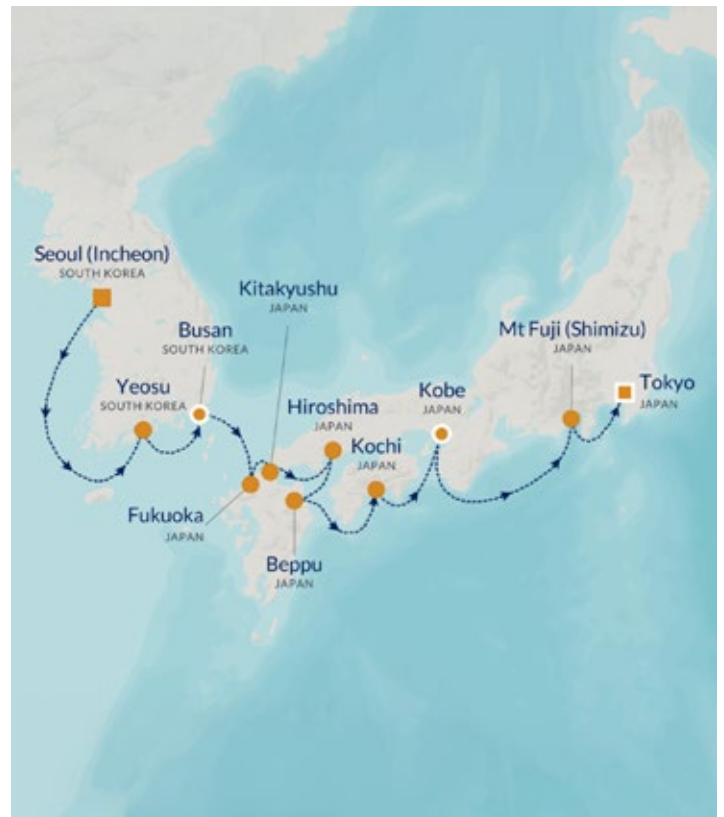 Seoul (Incheon)
SOUTH KOREA
Kitakyushu
JAPAN
Busan
SOUTH KOREA
Mt Fuji (Shimizu)
JAPAN
Yeosu
SOUTH KOREA
Hiroshima
JAPAN
Kobe
JAPAN
Tokyo
JAPAN
Kochi
JAPAN
Fukuoka
JAPAN
Beppu
JAPAN